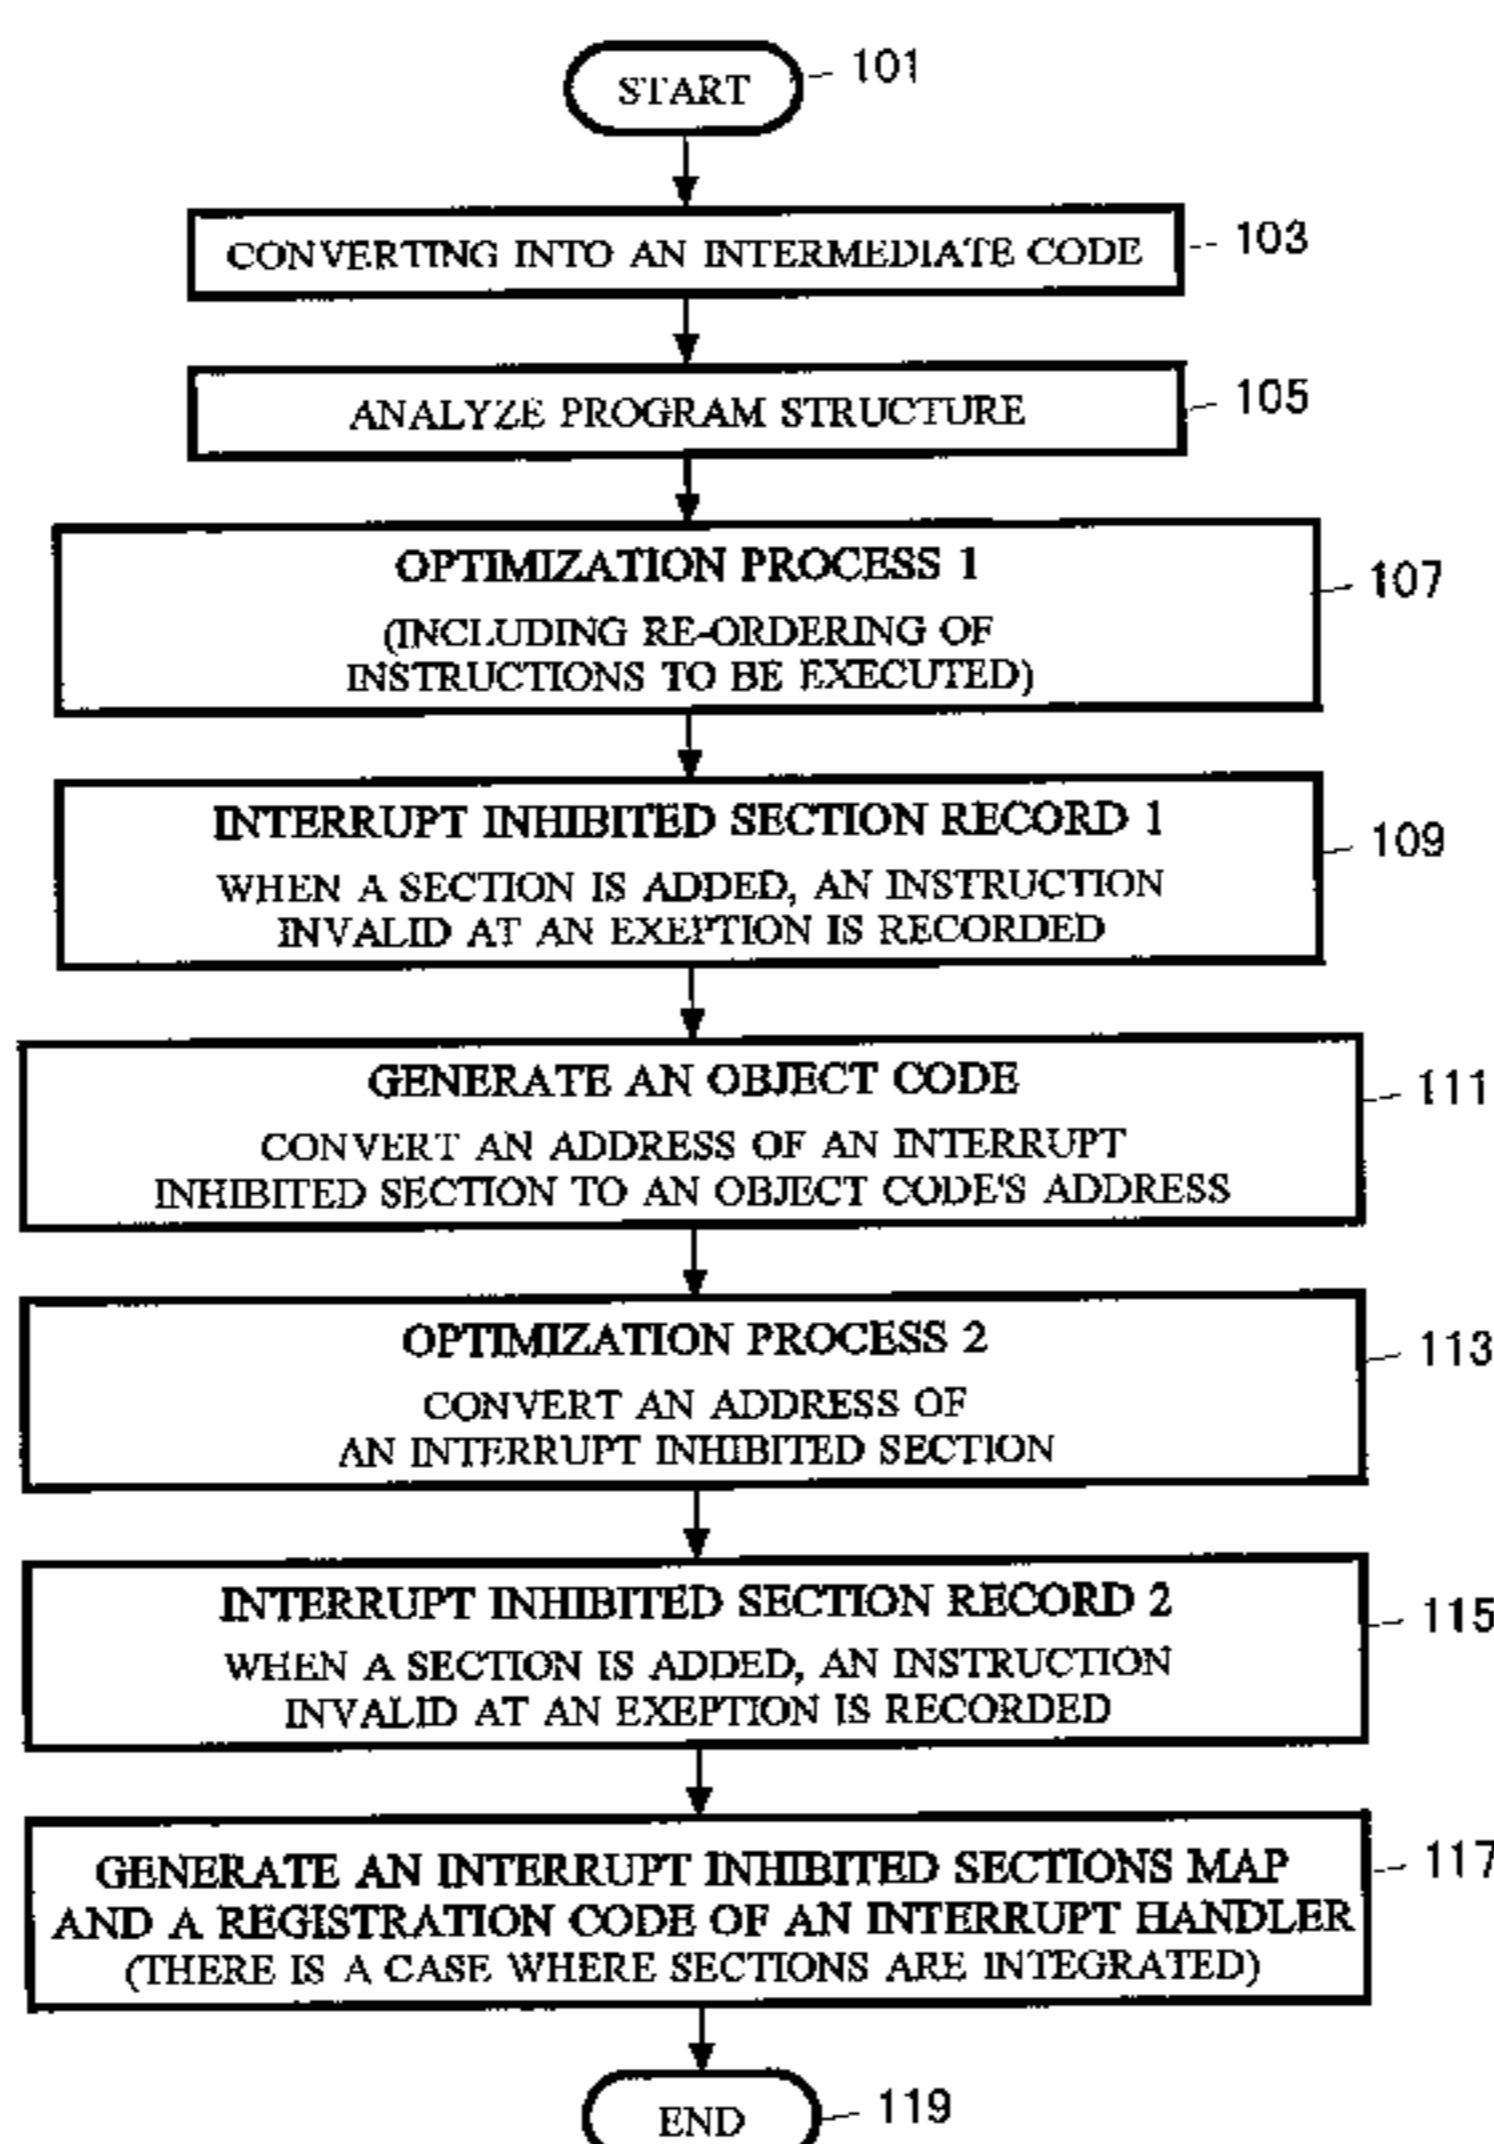 START
101
CONVERTING INTO AN INTERMEDIATE CODE
103
ANALYZE PROGRAM STRUCTURE
105
OPTIMIZATION PROCESS 1
(INCLUDING RE-ORDERING OF
INSTRUCTIONS TO BE EXECUTED)
107
INTERRUPT INHIBITED SECTION RECORD 1
WHEN A SECTION IS ADDED, AN INSTRUCTION
INVALID AT AN EXEPTION IS RECORDED
109
GENERATE AN OBJECT CODE
CONVERT AN ADDRESS OF AN INTERRUPT
INHIBITED SECTION TO AN OBJECT CODE'S ADDRESS
111
OPTIMIZATION PROCESS 2
CONVERT AN ADDRESS OF
AN INTERRUPT INHIBITED SECTION
113
INTERRUPT INHIBITED SECTION RECORD 2
WHEN A SECTION IS ADDED, AN INSTRUCTION
INVALID AT AN EXEPTION IS RECORDED
115
GENERATE AN INTERRUPT INHIBITED SECTIONS MAP
AND A REGISTRATION CODE OF AN INTERRUPT HANDLER
(THERE IS A CASE WHERE SECTIONS ARE INTEGRATED)
117
END
119